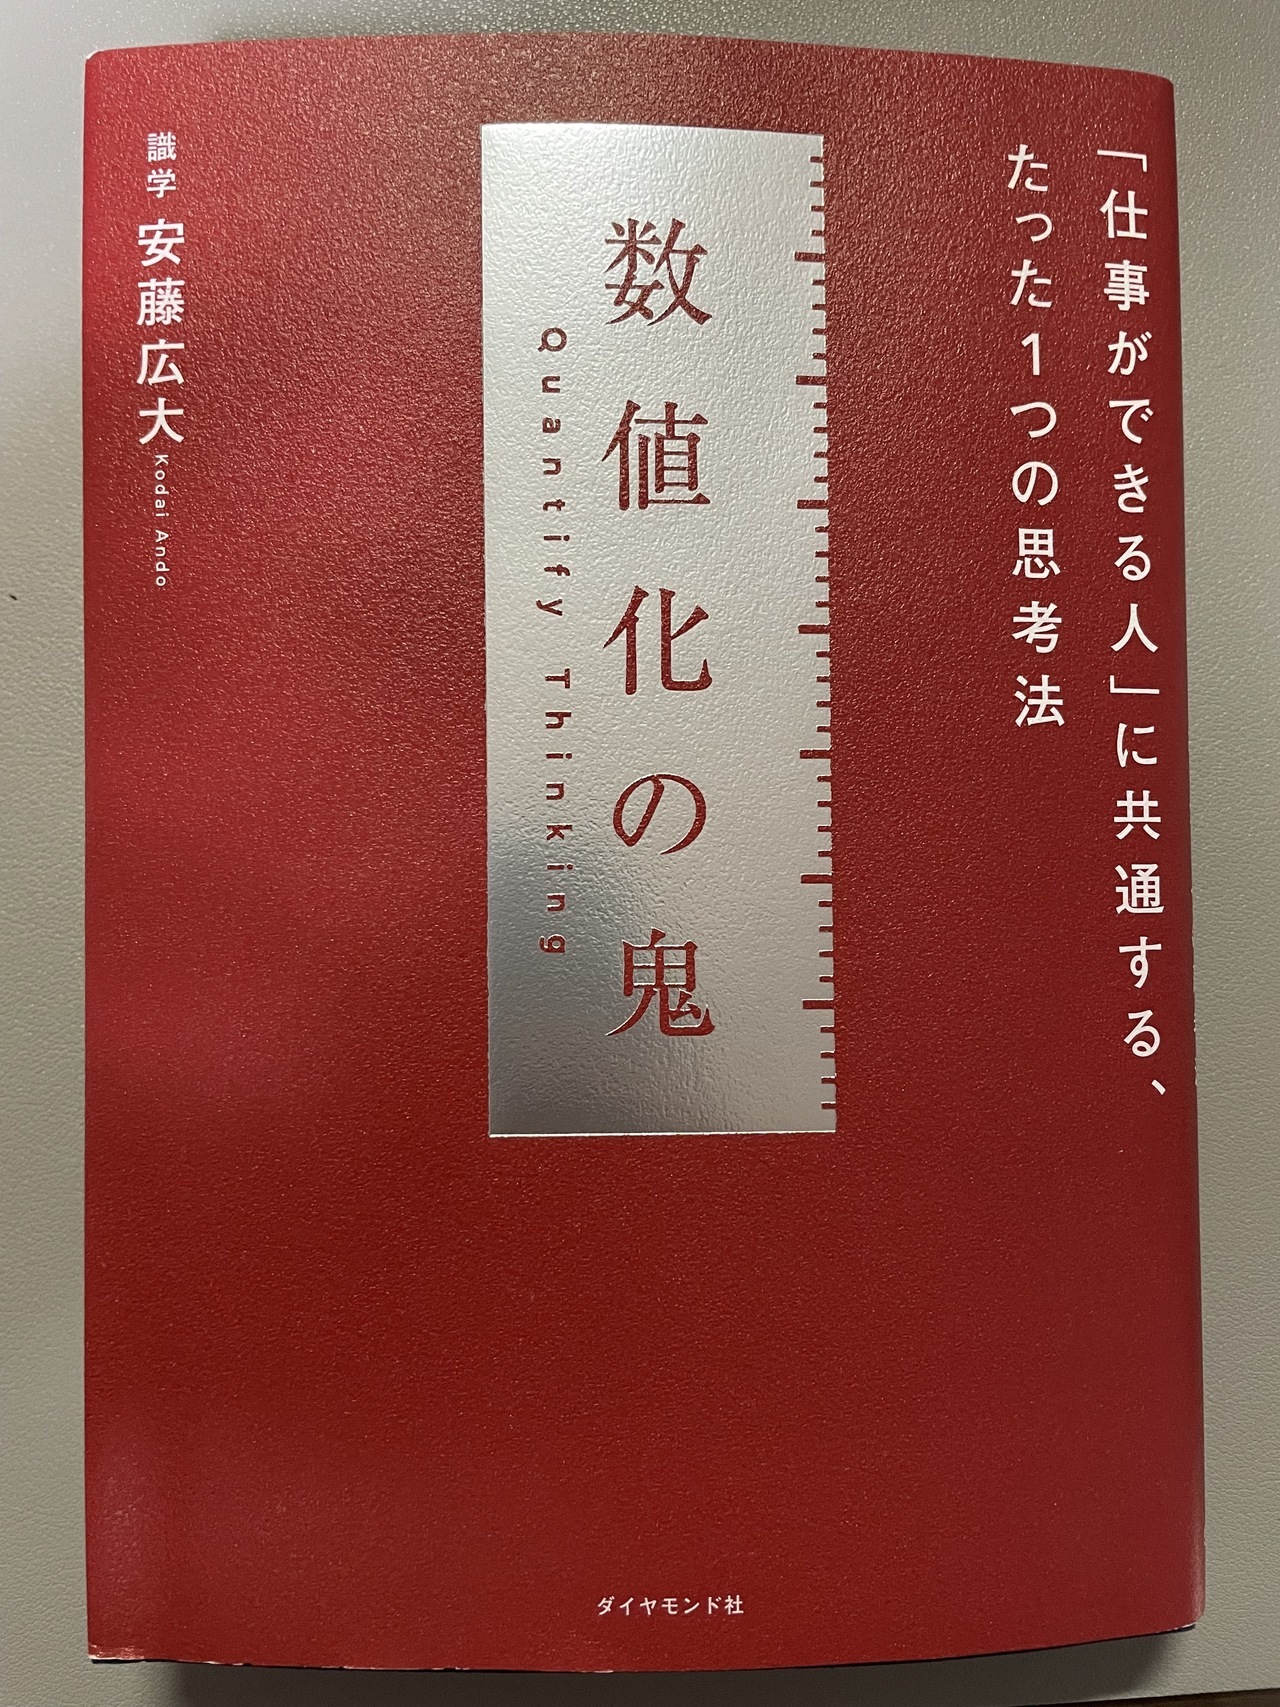 「仕事ができる人」に共通する、
たった1つの思考法
数値化の鬼
Quantify Thinking
識学 安藤広大 Kodai Ando
ダイヤモンド社